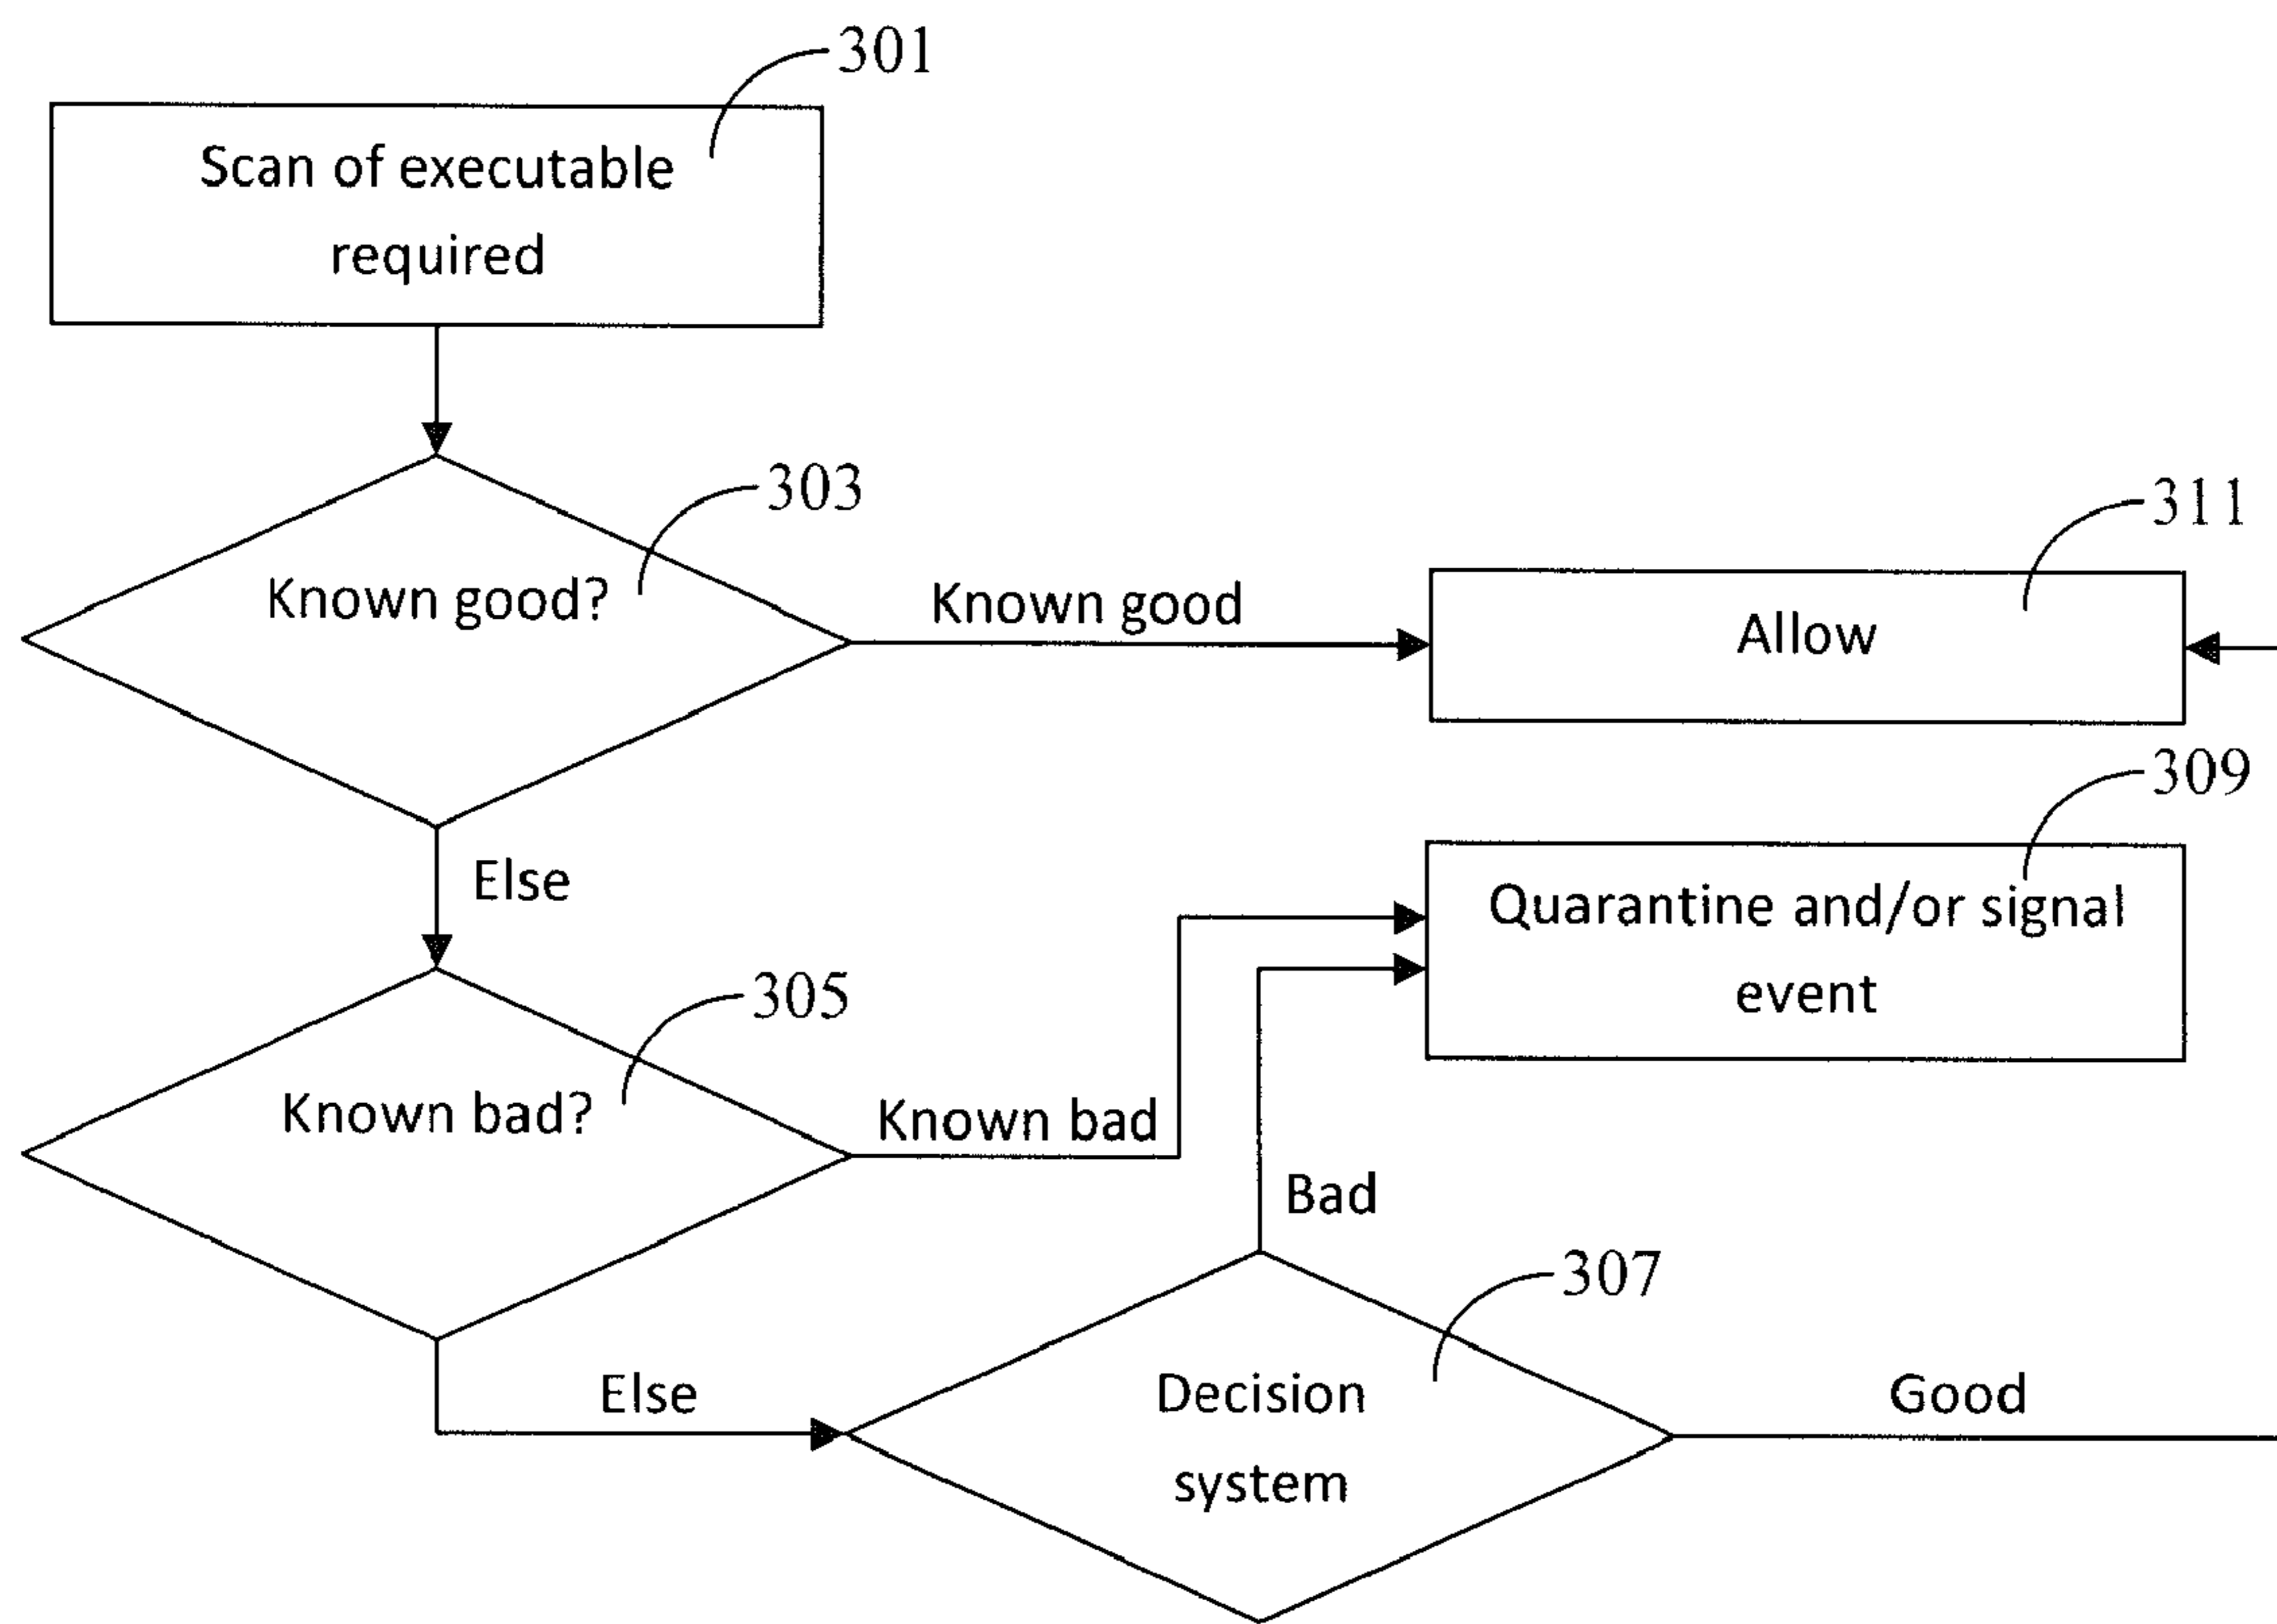 301
Scan of executable
required
303
Known good?
Known good
311
Allow
309
Quarantine and/or signal
event
Else
305
Known bad?
Known bad
Bad
307
Else
Decision
system
Good